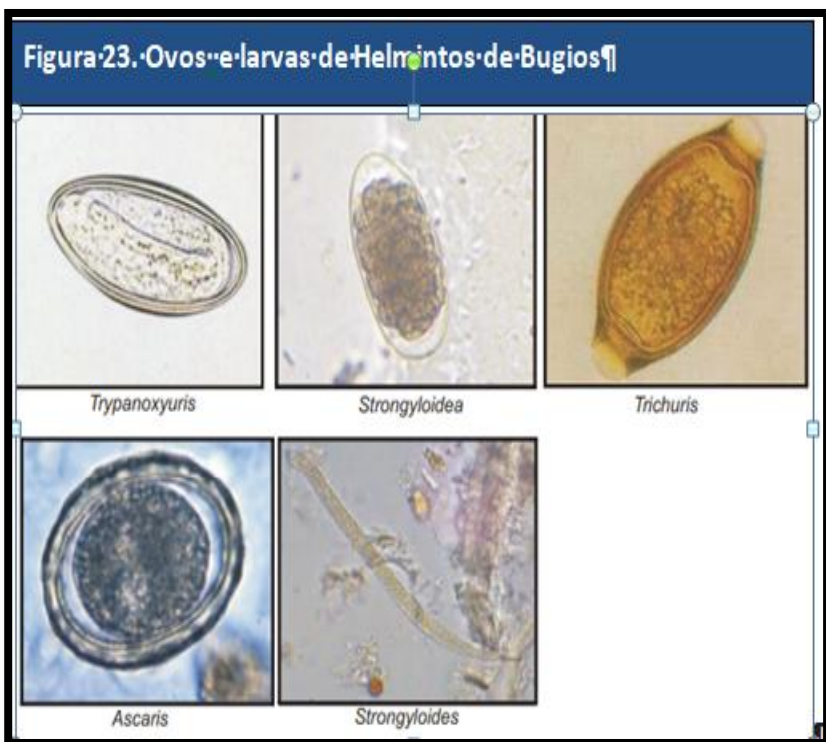 Figura·23.·Ovos··e·larvas·de·Helmintos·de·Bugios¶
Trypanoxyuris Strongyloidea Trichuris
Ascaris Strongyloides
¶